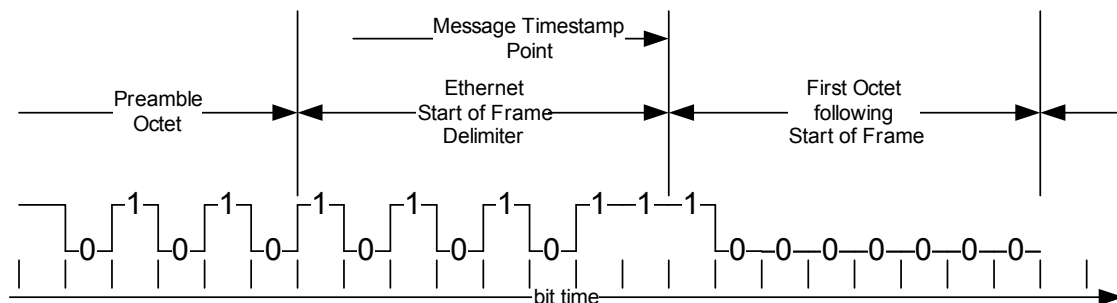 Message Timestamp
Point
Preamble
Octet
Ethernet
Start of Frame
Delimiter
First Octet
following
Start of Frame
0 1 0 1 0 1 0 1 0 1 0 1 1 1 0 0 0 0 0 0 0
bit time